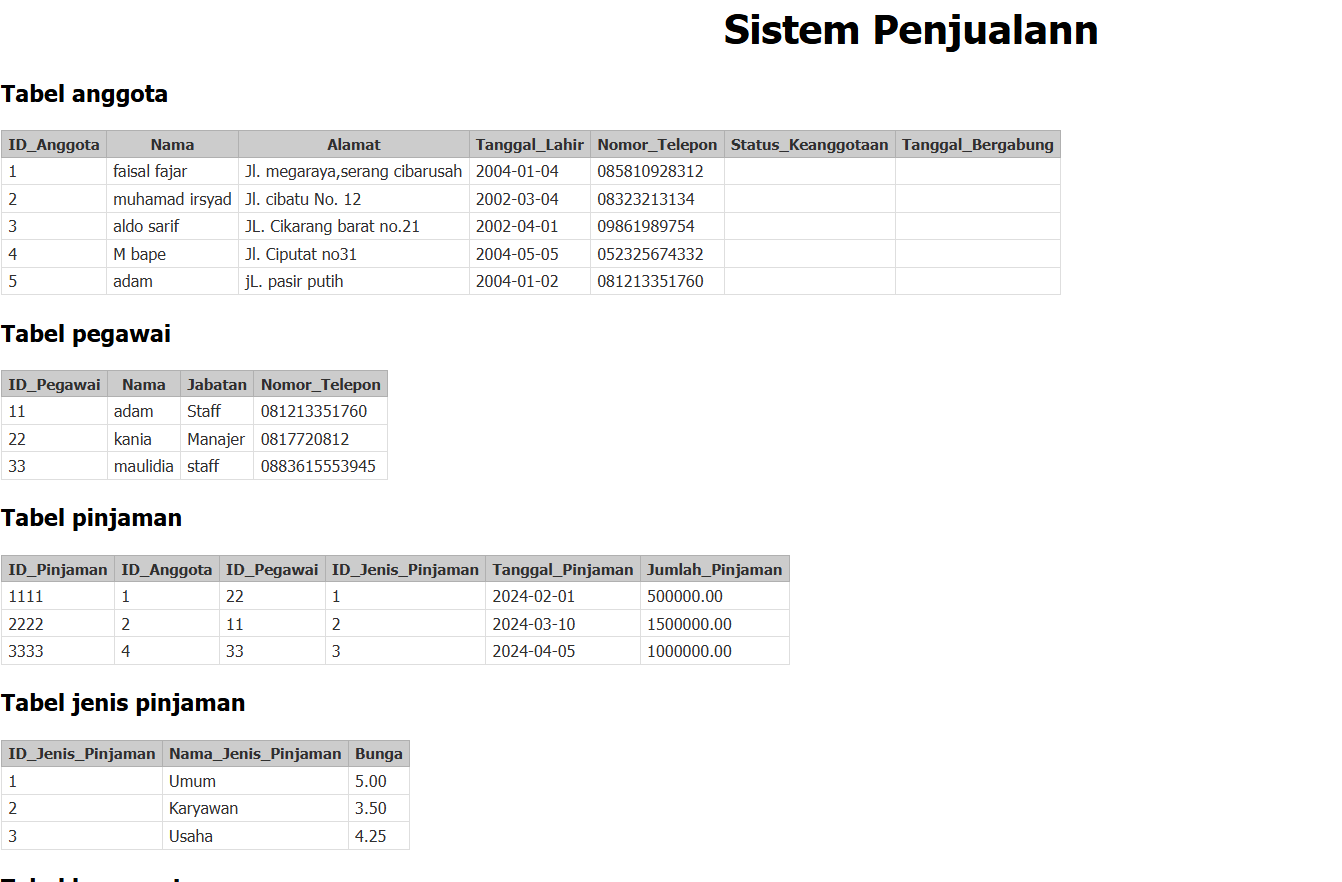 Sistem Penjualann
Tabel anggota
ID_Anggota Nama Alamat Tanggal_Lahir Nomor_Telepon Status_Keanggotaan Tanggal_Bergabung
1 faisal fajar Jl. megaraya,serang cibarusah 2004-01-04 085810928312
2 muhamad irsyad Jl. cibatu No. 12 2002-03-04 08323213134
3 aldo sarif JL. Cikarang barat no.21 2002-04-01 09861989754
4 M bape Jl. Ciputat no31 2004-05-05 052325674332
5 adam jL. pasir putih 2004-01-02 081213351760
Tabel pegawai
ID_Pegawai Nama Jabatan Nomor_Telepon
11 adam Staff 081213351760
22 kania Manajer 0817720812
33 maulidia staff 0883615553945
Tabel pinjaman
ID_Pinjaman ID_Anggota ID_Pegawai ID_Jenis_Pinjaman Tanggal_Pinjaman Jumlah_Pinjaman
1111 1 22 1 2024-02-01 500000.00
2222 2 11 2 2024-03-10 1500000.00
3333 4 33 3 2024-04-05 1000000.00
Tabel jenis pinjaman
ID_Jenis_Pinjaman Nama_Jenis_Pinjaman Bunga
1 Umum 5.00
2 Karyawan 3.50
3 Usaha 4.25